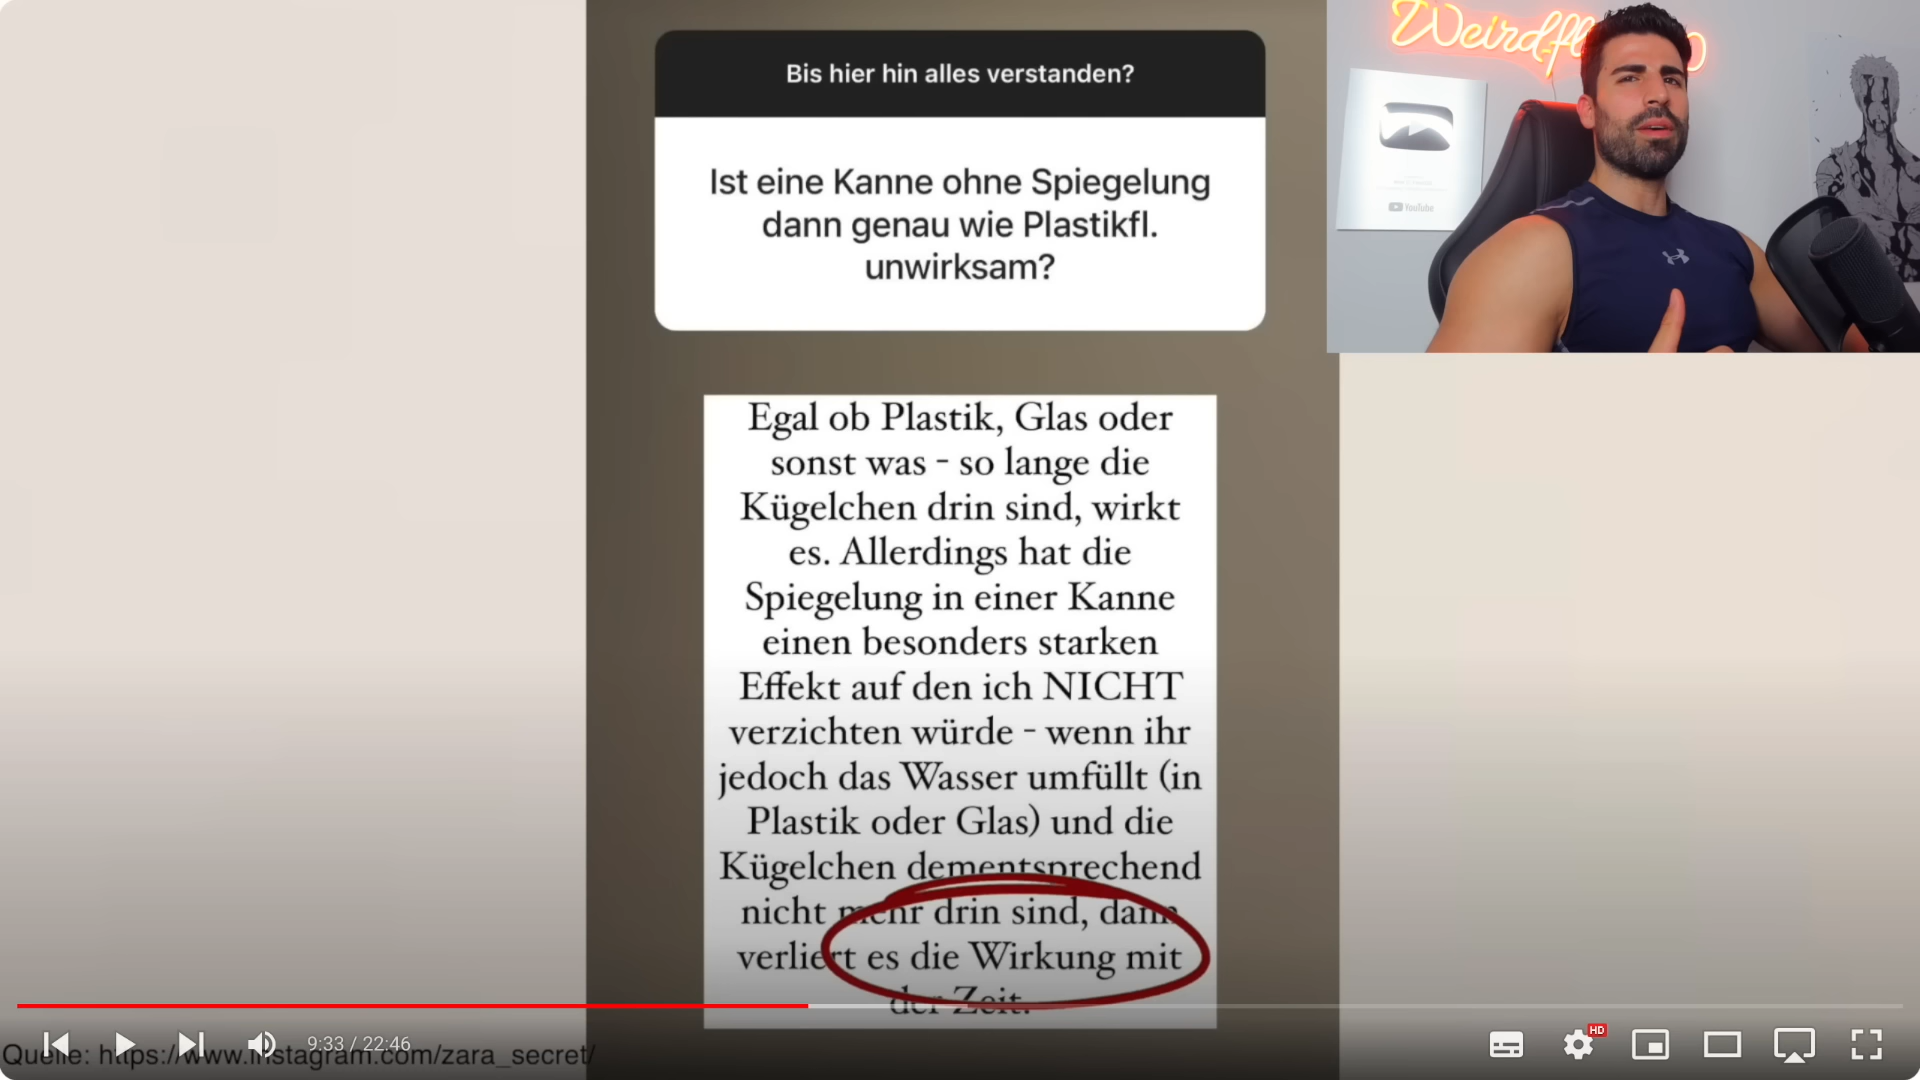 Bis hier hin alles verstanden?
Ist eine Kanne ohne Spiegelung
dann genau wie Plastikfl.
unwirksam?
Egal ob Plastik, Glas oder
sonst was - so lange die
Kügelchen drin sind, wirkt
es. Allerdings hat die
Spiegelung in einer Kanne
einen besonders starken
Effekt auf den ich NICHT
verzichten würde - wenn ihr
jedoch das Wasser umfüllt (in
Plastik oder Glas) und die
Kügelchen dementsprechend
nicht mehr drin sind, dann
verliert es die Wirkung mit
der Zeit.
YouTube
9:33 / 22:46
HD
Quelle: https://www.instagram.com/zara_secret/